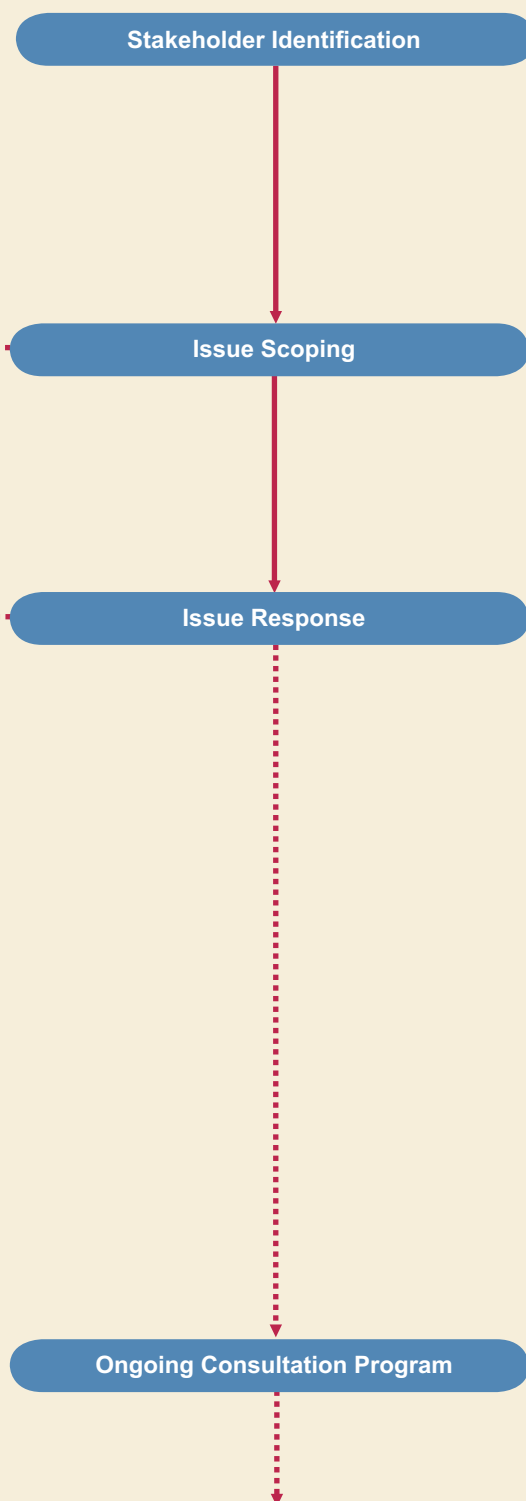 Stakeholder Identification
Issue Scoping
Issue Response
Ongoing Consultation Program